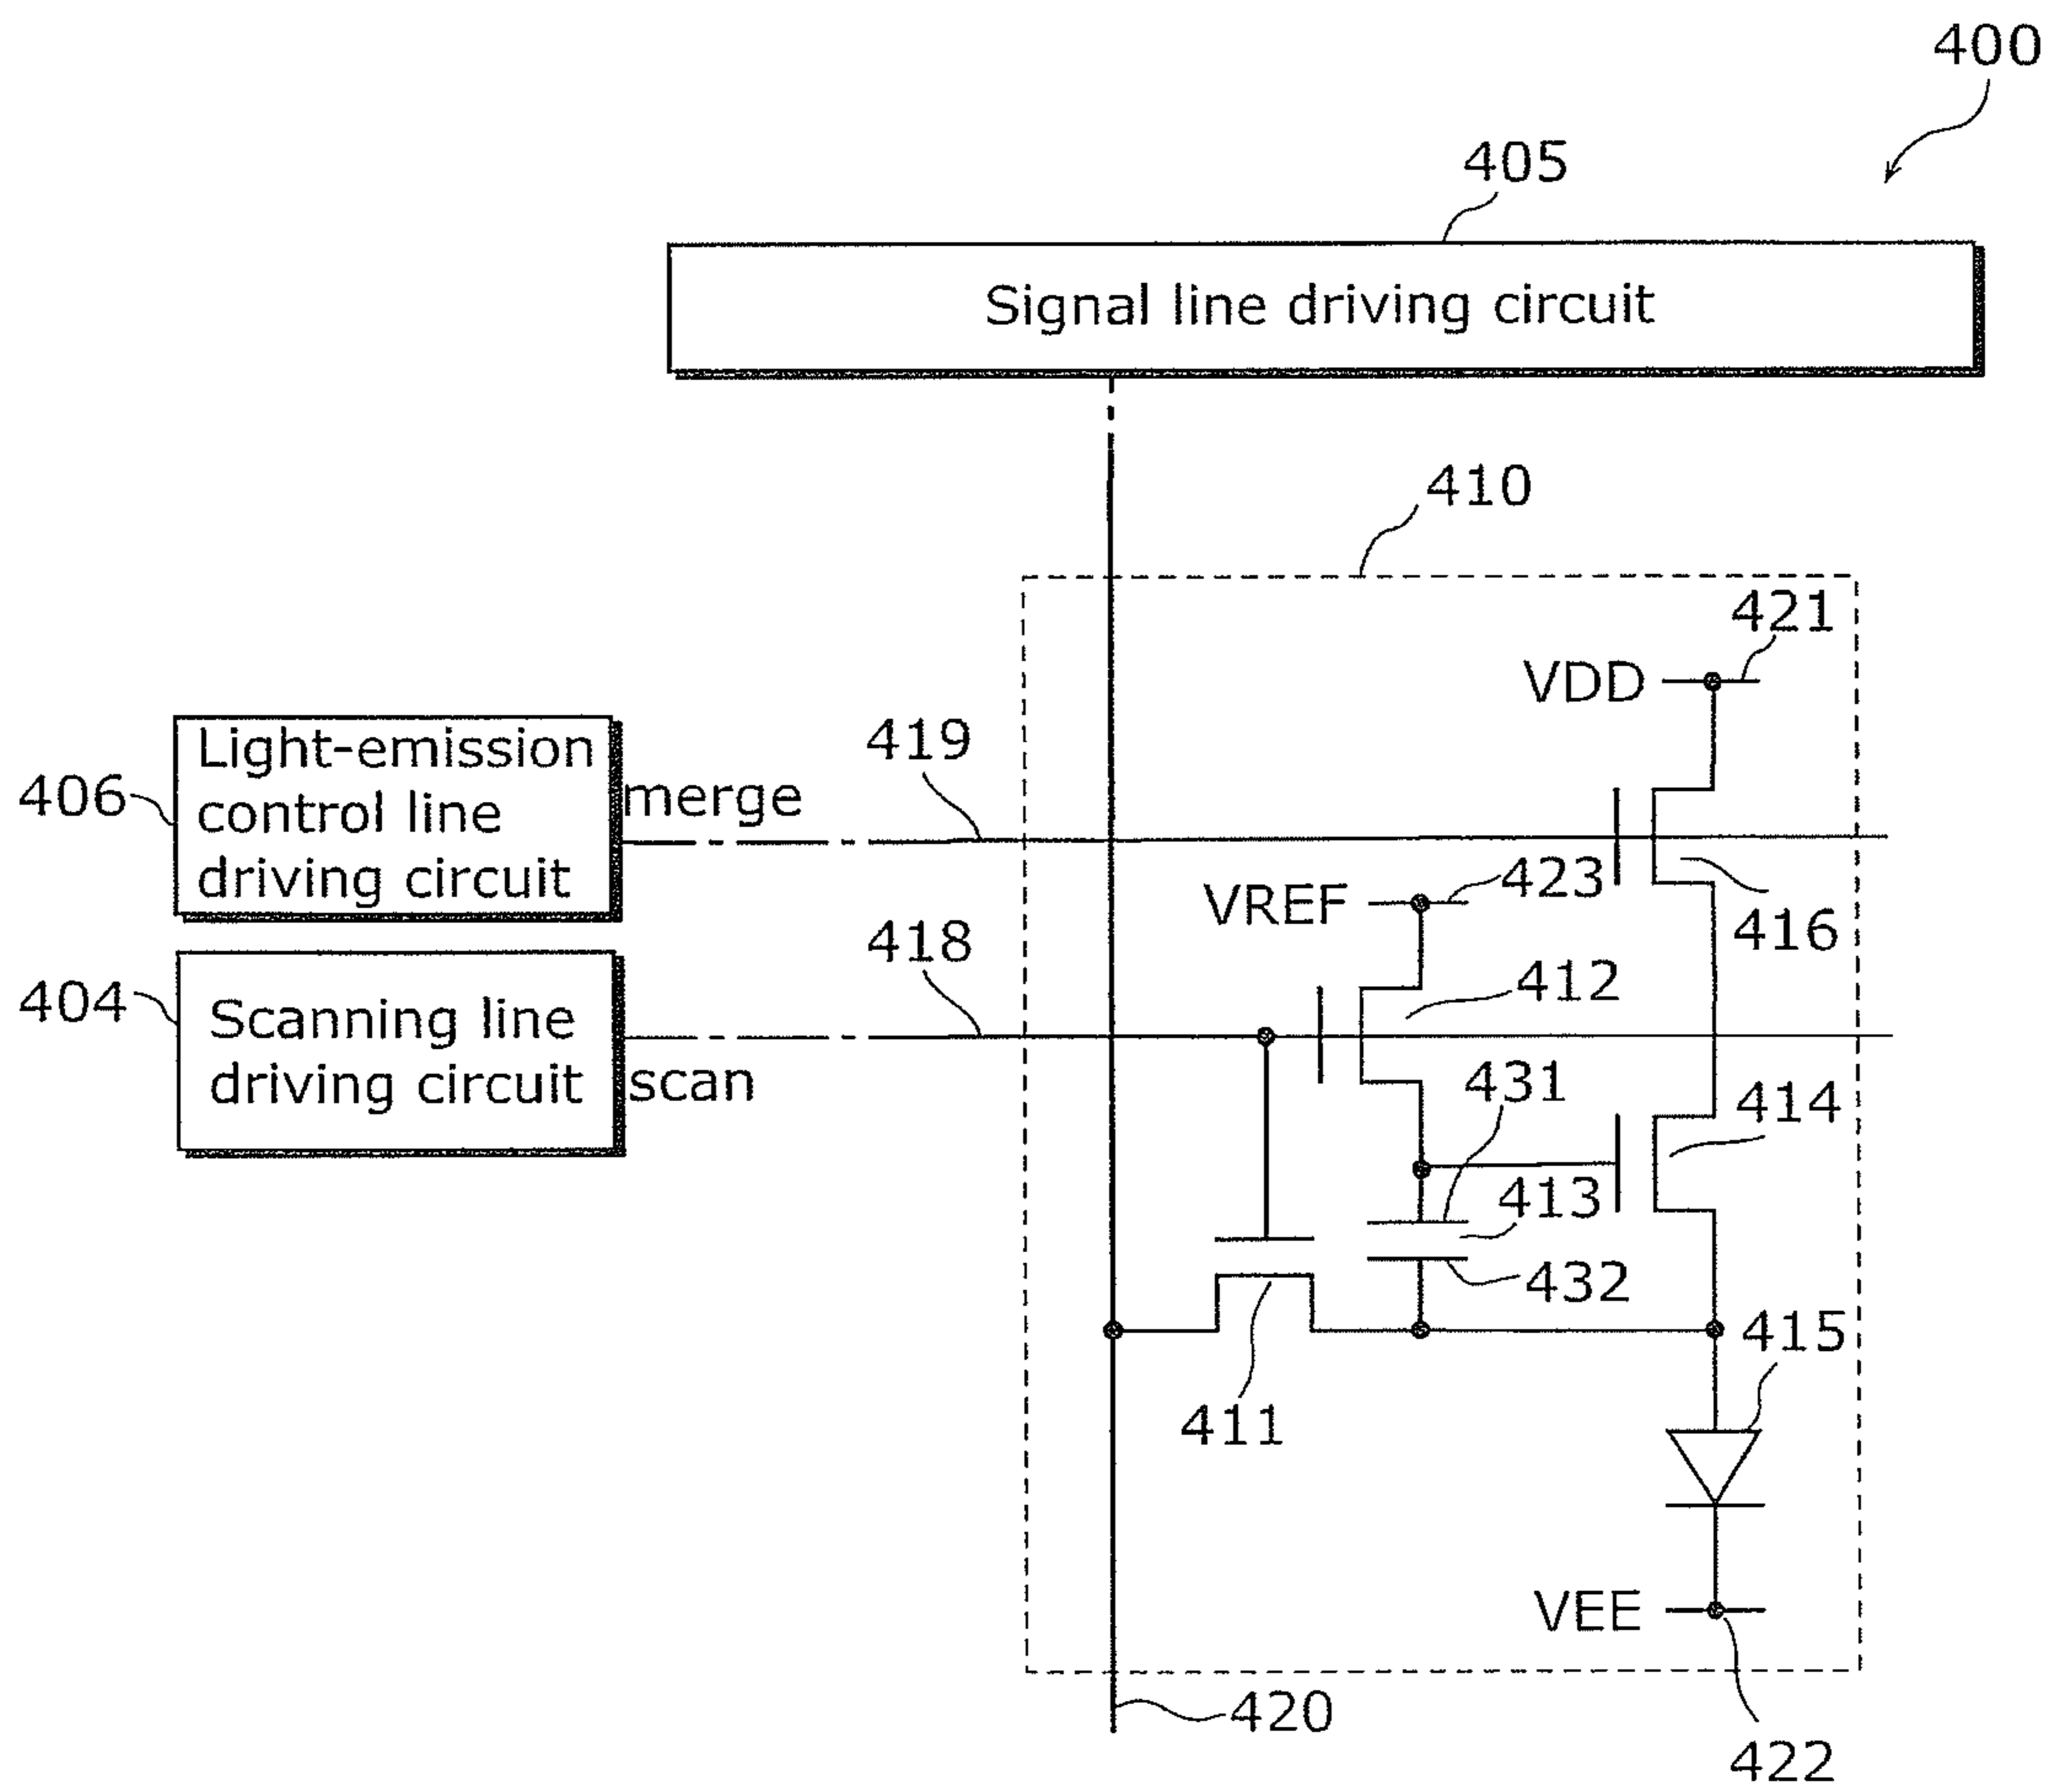 400
405
Signal line driving circuit
410
421
VDD
419
Light-emission
control line
driving circuit
406
merge
423
VREF
416
418
412
404
Scanning line
driving circuit
scan
431
414
413
432
415
411
VEE
420
422